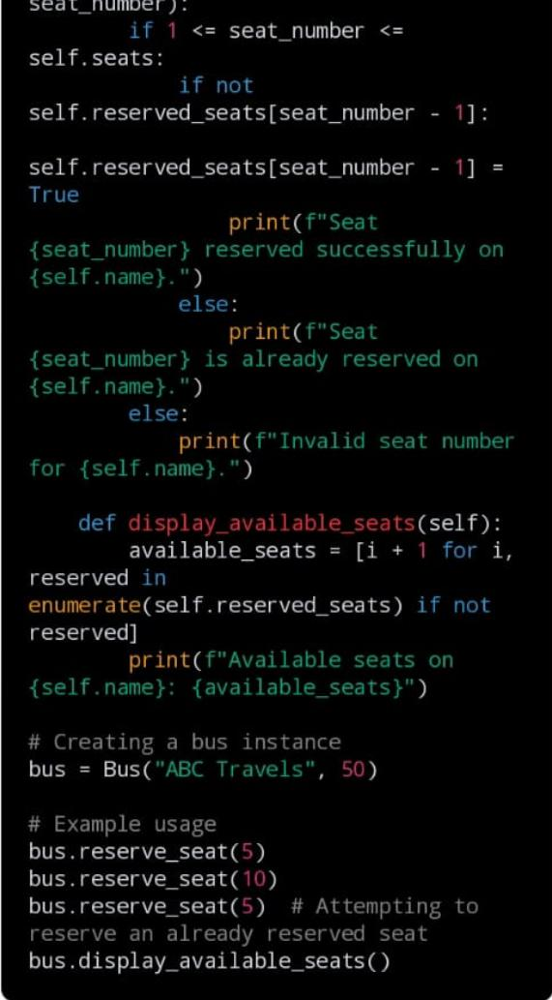 seat_number):
        if 1 <= seat_number <=
self.seats:
            if not
self.reserved_seats[seat_number - 1]:

self.reserved_seats[seat_number - 1] =
True
                print(f"Seat
{seat_number} reserved successfully on
{self.name}.")
            else:
                print(f"Seat
{seat_number} is already reserved on
{self.name}.")
        else:
            print(f"Invalid seat number
for {self.name}.")

    def display_available_seats(self):
        available_seats = [i + 1 for i,
reserved in
enumerate(self.reserved_seats) if not
reserved]
        print(f"Available seats on
{self.name}: {available_seats}")

# Creating a bus instance
bus = Bus("ABC Travels", 50)

# Example usage
bus.reserve_seat(5)
bus.reserve_seat(10)
bus.reserve_seat(5)  # Attempting to
reserve an already reserved seat
bus.display_available_seats()